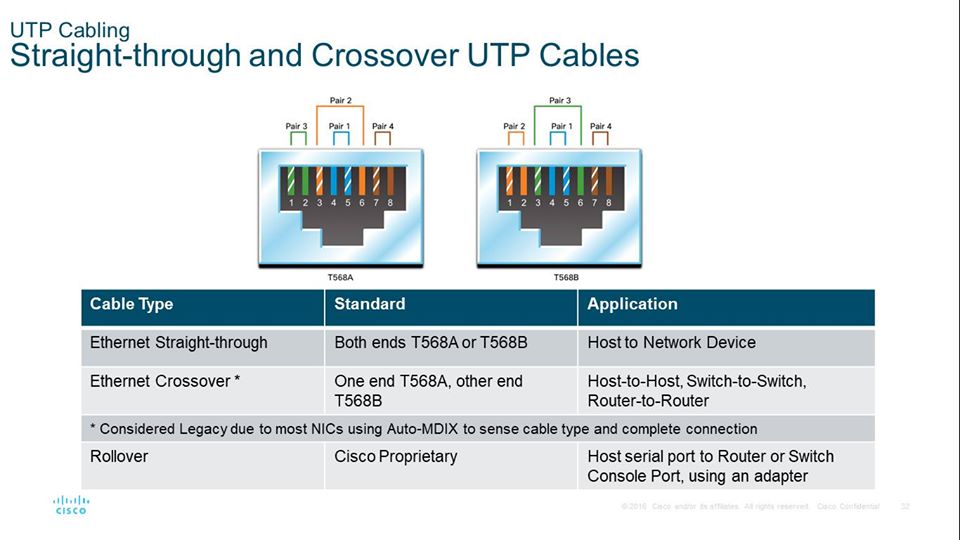 UTP Cabling
Straight-through and Crossover UTP Cables
Pair 2
Pair 3 Pair 1 Pair 4
1 2 3 4 5 6 7 8
T568A
Pair 3
Pair 2 Pair 1 Pair 4
1 2 3 4 5 6 7 8
T568B
Cable Type Standard Application
Ethernet Straight-through Both ends T568A or T568B Host to Network Device
Ethernet Crossover * One end T568A, other end T568B Host-to-Host, Switch-to-Switch, Router-to-Router
* Considered Legacy due to most NICs using Auto-MDIX to sense cable type and complete connection
Rollover Cisco Proprietary Host serial port to Router or Switch Console Port, using an adapter
CISCO
© 2016 Cisco and/or its affiliates. All rights reserved. Cisco Confidential 32